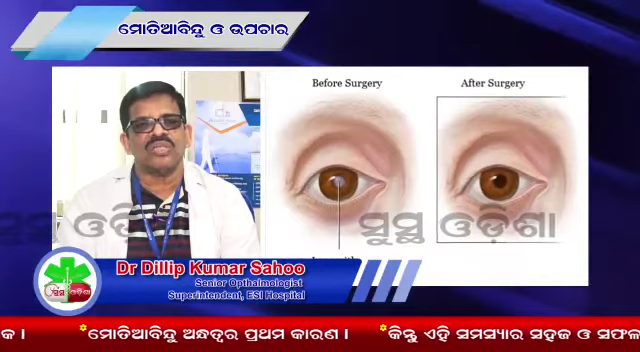 ମୋତିଆବିନ୍ଦୁ ଓ ଉପଚାର
Before Surgery
After Surgery
ସୁସ୍ଥ ଓଡ଼ିଶା
Dr Dillip Kumar Sahoo
Senior Opthalmologist
Superintendent, ESI Hospital
କ । *ମୋତିଆବିନ୍ଦୁ ଅନ୍ଧତ୍ୱର ପ୍ରଥମ କାରଣ । *କିନ୍ତୁ ଏହି ସମସ୍ୟାର ସହଜ ଓ ସଫଳ